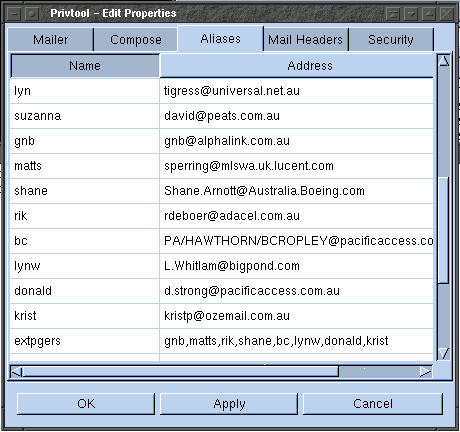 Privtool - Edit Properties
Mailer Compose Aliases Mail Headers Security
Name Address
lyn tigress@universal.net.au
suzanna david@peats.com.au
gnb gnb@alphalink.com.au
matts sperring@mlswa.uk.lucent.com
shane Shane.Arnott@Australia.Boeing.com
rik rdeboer@adacel.com.au
bc PA/HAWTHORN/BCROPLEY@pacificaccess.co
lynw L.Whitlam@bigpond.com
donald d.strong@pacificaccess.com.au
krist kristp@ozemail.com.au
extpgers gnb,matts,rik,shane,bc,lynw,donald,krist
OK Apply Cancel